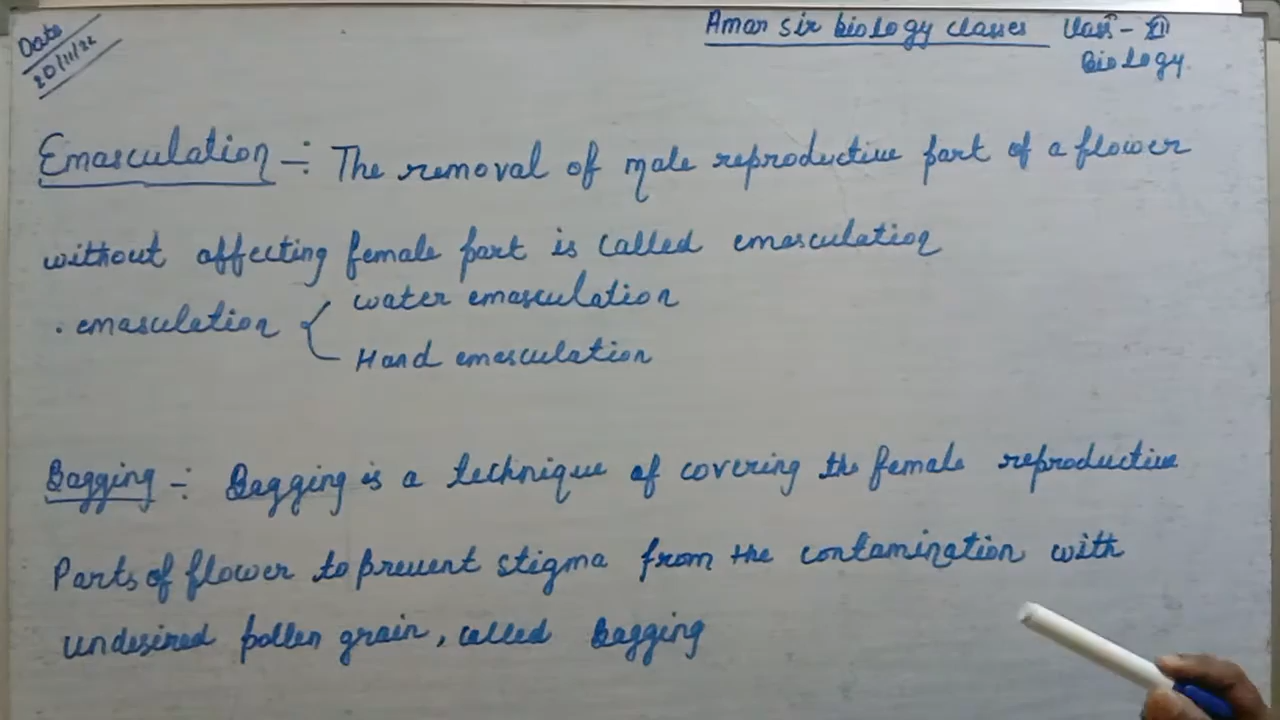 Date
20/11/22
Amar sir biology classes Class - XII
Biology
Emasculation -: The removal of male reproductive part of a flower
without affecting female part is called emasculation
. emasculation { water emasculation
Hand emasculation
Bagging -: Bagging is a technique of covering the female reproductive
Parts of flower to prevent stigma from the contamination with
undesired pollen grain, called Bagging